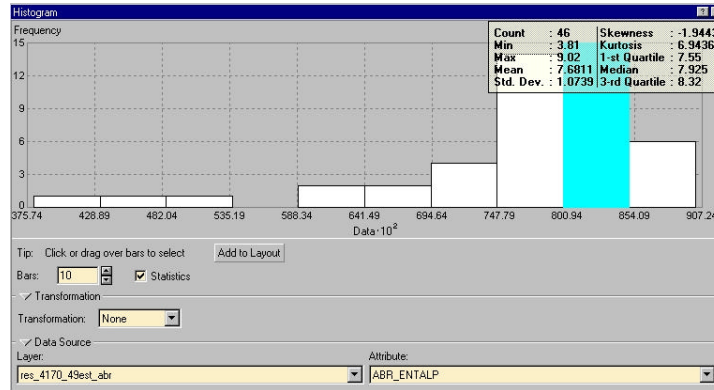 Histogram
Frequency
Count : 46 Skewness : -1.9443
Min : 3.81 Kurtosis : 6.9436
Max : 9.02 1-st Quartile : 7.55
Mean : 7.6811 Median : 7.925
Std. Dev. : 1.0739 3-rd Quartile : 8.32
15
12
9
6
3
0
375.74 428.89 482.04 535.19 588.34 641.49 694.64 747.79 800.94 854.09 907.24
Data·10²
Tip: Click or drag over bars to select Add to Layout
Bars: 10 Statistics
Transformation
Transformation: None
Data Source
Layer: Attribute:
res_4170_49est_abr ABR_ENTALP